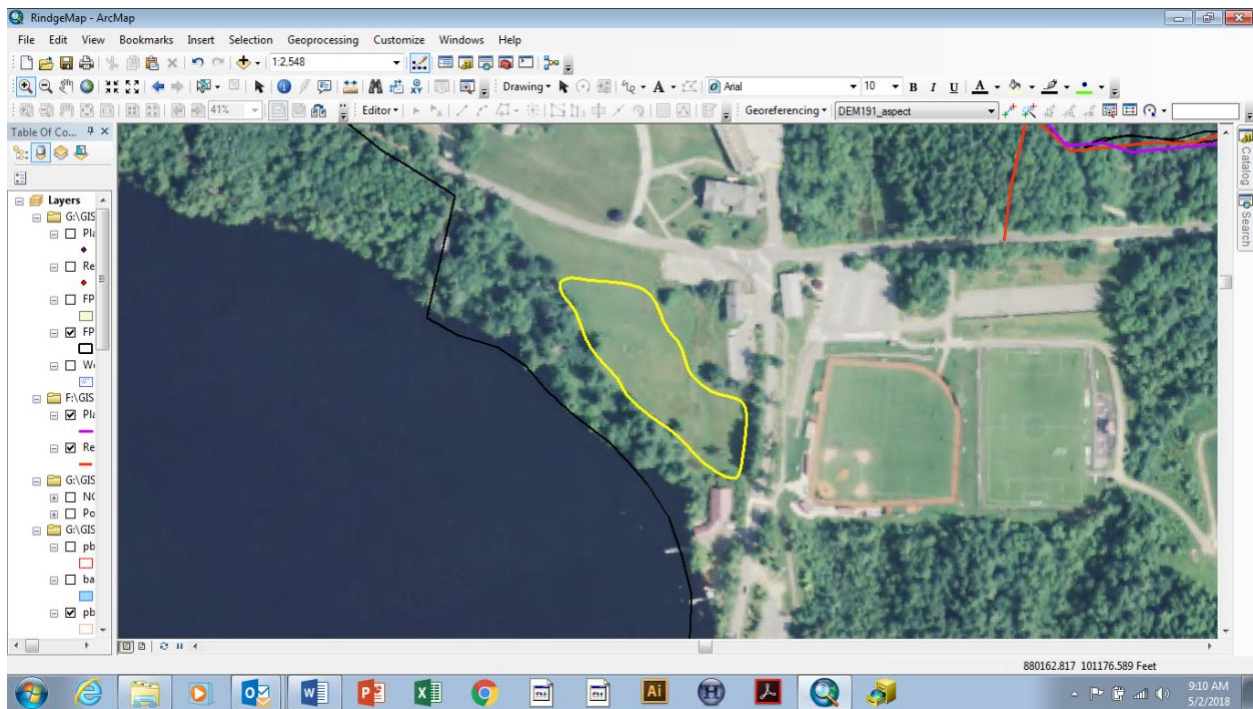 RindgeMap - ArcMap
File Edit View Bookmarks Insert Selection Geoprocessing Customize Windows Help
1:2,548
Drawing A Arial 10 B I U A
41% Editor Georeferencing DEM191_aspect
Table Of Co...
Layers
G:\GIS
Pla
Re
FP
FP
We
F:\GIS
Pla
Re
G:\GIS
NO
Po
G:\GIS
pb
ba
pb
Catalog
Search
880162.817 101176.589 Feet
9:10 AM
5/2/2018